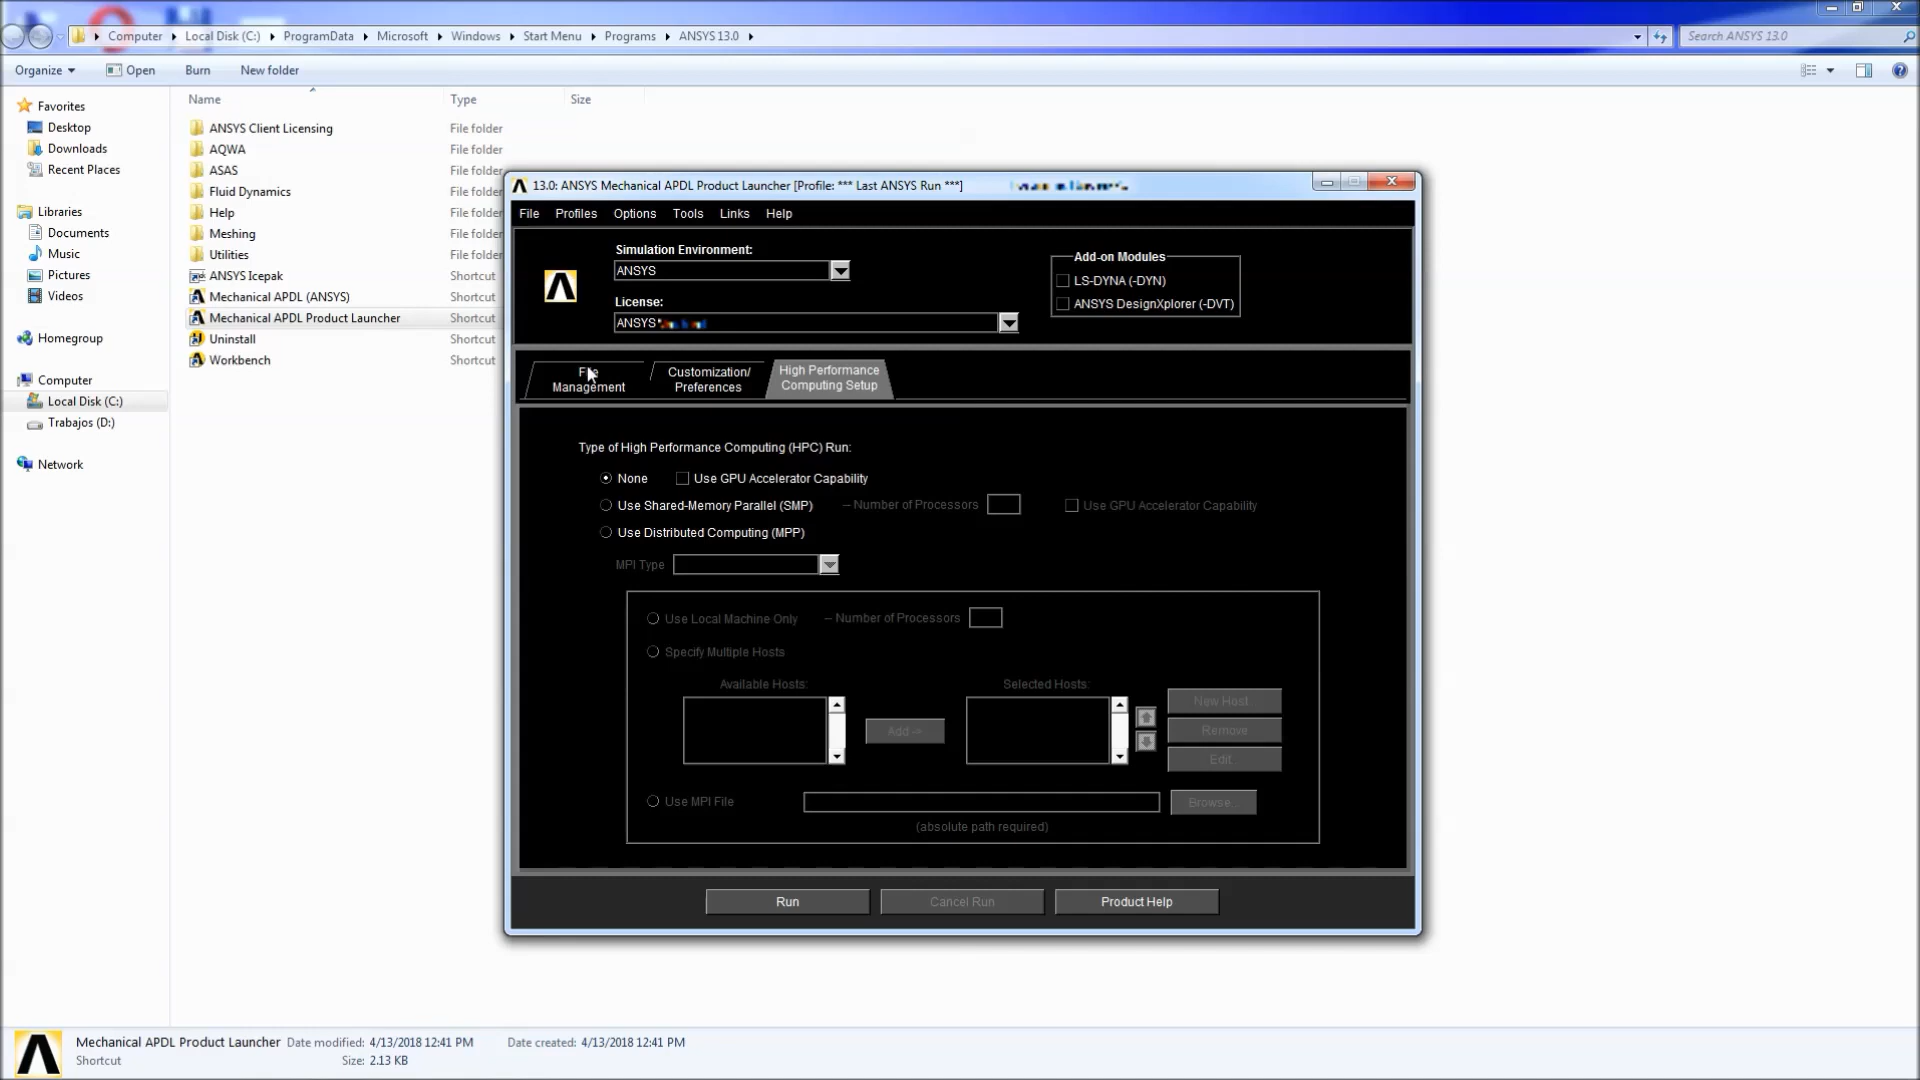 Computer Local Disk (C:) ProgramData Microsoft Windows Start Menu Programs ANSYS 13.0
Search ANSYS 13.0
Organize Open Burn New folder
Name Type Size
Favorites
Desktop
Downloads
Recent Places
Libraries
Documents
Music
Pictures
Videos
Homegroup
Computer
Local Disk (C:)
Trabajos (D:)
Network
ANSYS Client Licensing File folder
AQWA File folder
ASAS File folder
Fluid Dynamics File folder
Help File folder
Meshing File folder
Utilities File folder
ANSYS Icepak Shortcut
Mechanical APDL (ANSYS) Shortcut
Mechanical APDL Product Launcher Shortcut
Uninstall Shortcut
Workbench Shortcut
13.0: ANSYS Mechanical APDL Product Launcher [Profile: *** Last ANSYS Run ***]
File Profiles Options Tools Links Help
Simulation Environment:
ANSYS
License:
ANSYS
Add-on Modules
LS-DYNA (-DYN)
ANSYS DesignXplorer (-DVT)
File
Management
Customization/
Preferences
High Performance
Computing Setup
Type of High Performance Computing (HPC) Run:
None Use GPU Accelerator Capability
Use Shared-Memory Parallel (SMP) -- Number of Processors Use GPU Accelerator Capability
Use Distributed Computing (MPP)
MPI Type
Use Local Machine Only -- Number of Processors
Specify Multiple Hosts
Available Hosts: Selected Hosts:
New Host
Add -> Remove
Edit...
Use MPI File Browse...
(absolute path required)
Run Cancel Run Product Help
Mechanical APDL Product Launcher Date modified: 4/13/2018 12:41 PM Date created: 4/13/2018 12:41 PM
Shortcut Size: 2.13 KB